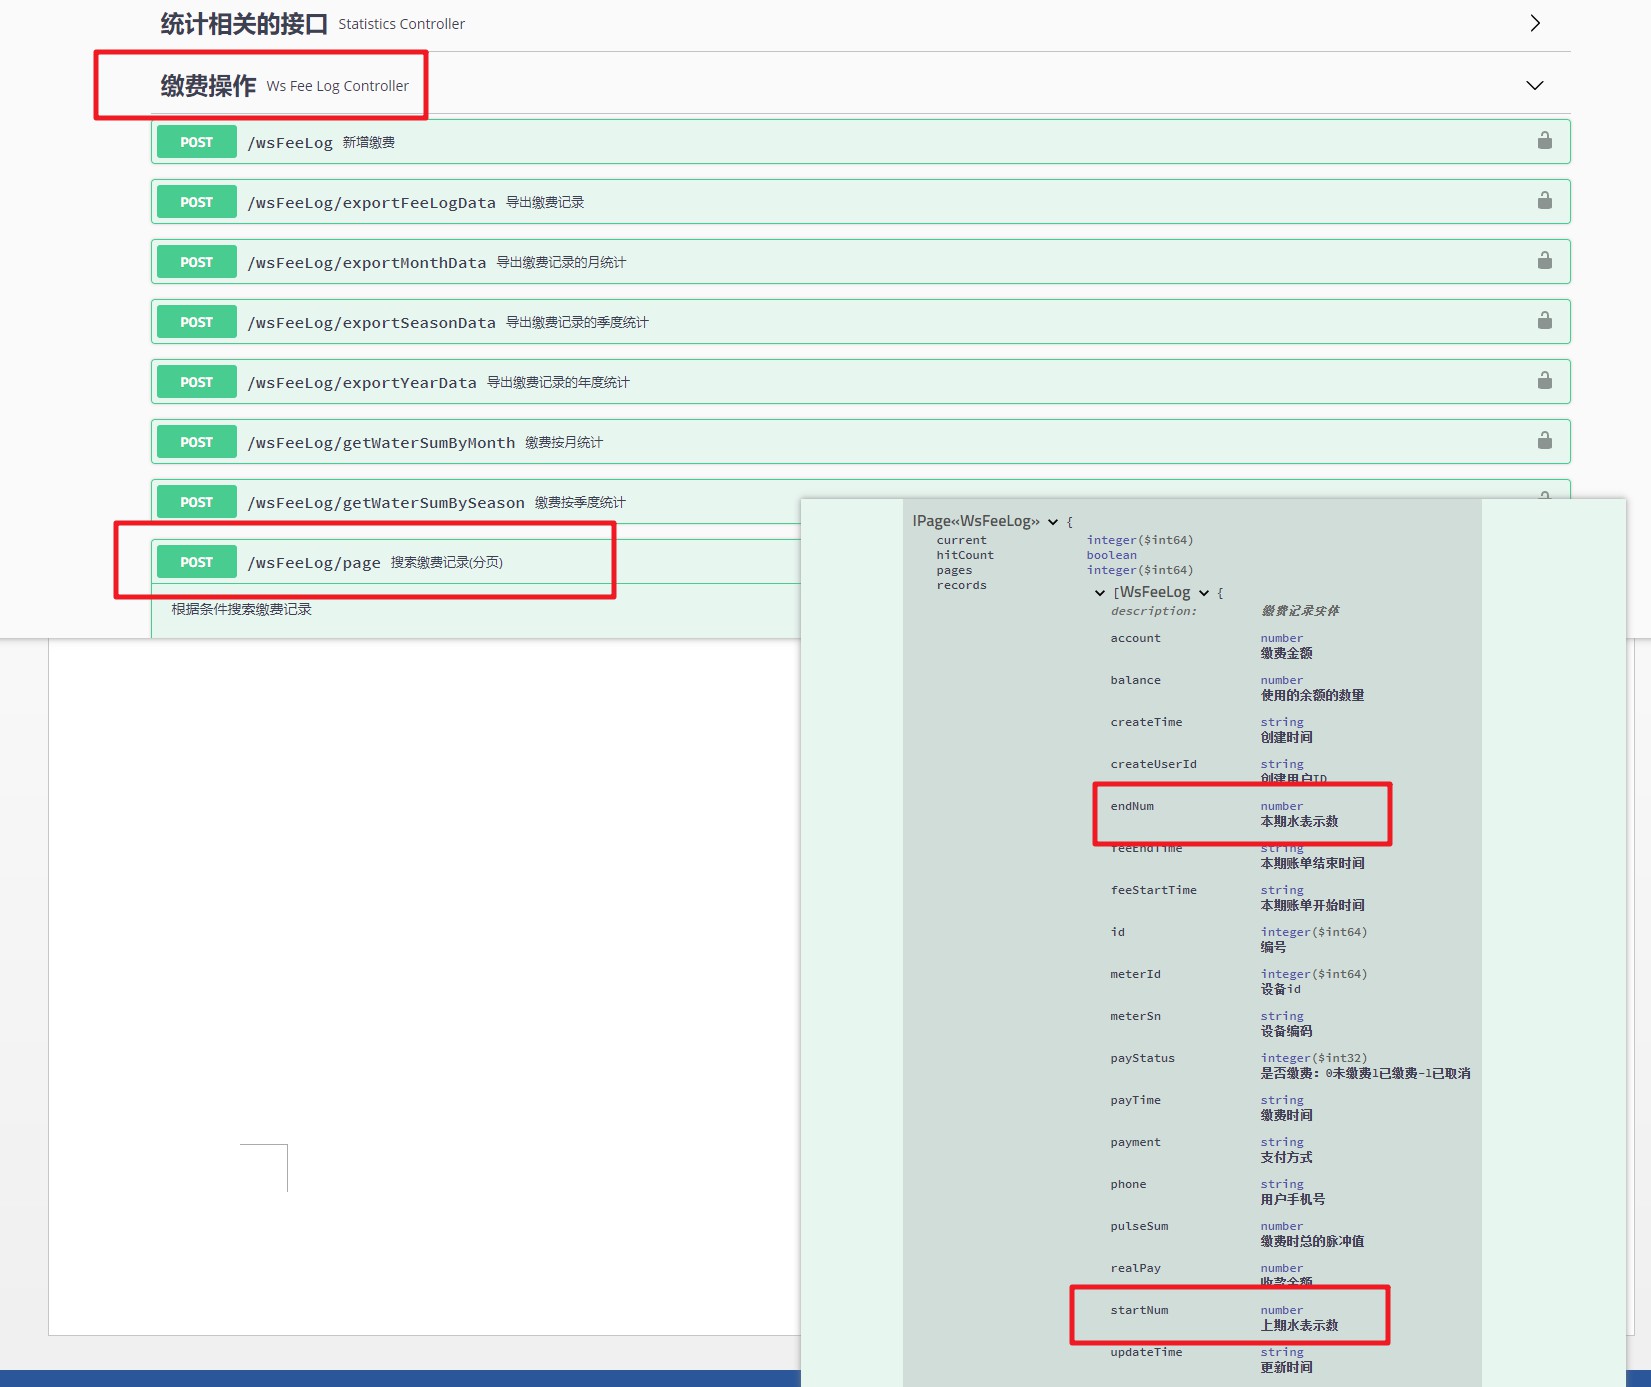 统计相关的接口 Statistics Controller
缴费操作 Ws Fee Log Controller
POST /wsFeeLog 新增缴费
POST /wsFeeLog/exportFeeLogData 导出缴费记录
POST /wsFeeLog/exportMonthData 导出缴费记录的月统计
POST /wsFeeLog/exportSeasonData 导出缴费记录的季度统计
POST /wsFeeLog/exportYearData 导出缴费记录的年度统计
POST /wsFeeLog/getWaterSumByMonth 缴费按月统计
POST /wsFeeLog/getWaterSumBySeason 缴费按季度统计
POST /wsFeeLog/page 搜索缴费记录(分页)
根据条件搜索缴费记录
IPage«WsFeeLog» {
current integer($int64)
hitCount boolean
pages integer($int64)
records
[WsFeeLog {
description: 缴费记录实体
account number
缴费金额
balance number
使用的余额的数量
createTime string
创建时间
createUserId string
创建用户ID
endNum number
本期水表示数
feeEndTime string
本期账单结束时间
feeStartTime string
本期账单开始时间
id integer($int64)
编号
meterId integer($int64)
设备id
meterSn string
设备编码
payStatus integer($int32)
是否缴费：0未缴费1已缴费-1已取消
payTime string
缴费时间
payment string
支付方式
phone string
用户手机号
pulseSum number
缴费时总的脉冲值
realPay number
收款金额
startNum number
上期水表示数
updateTime string
更新时间